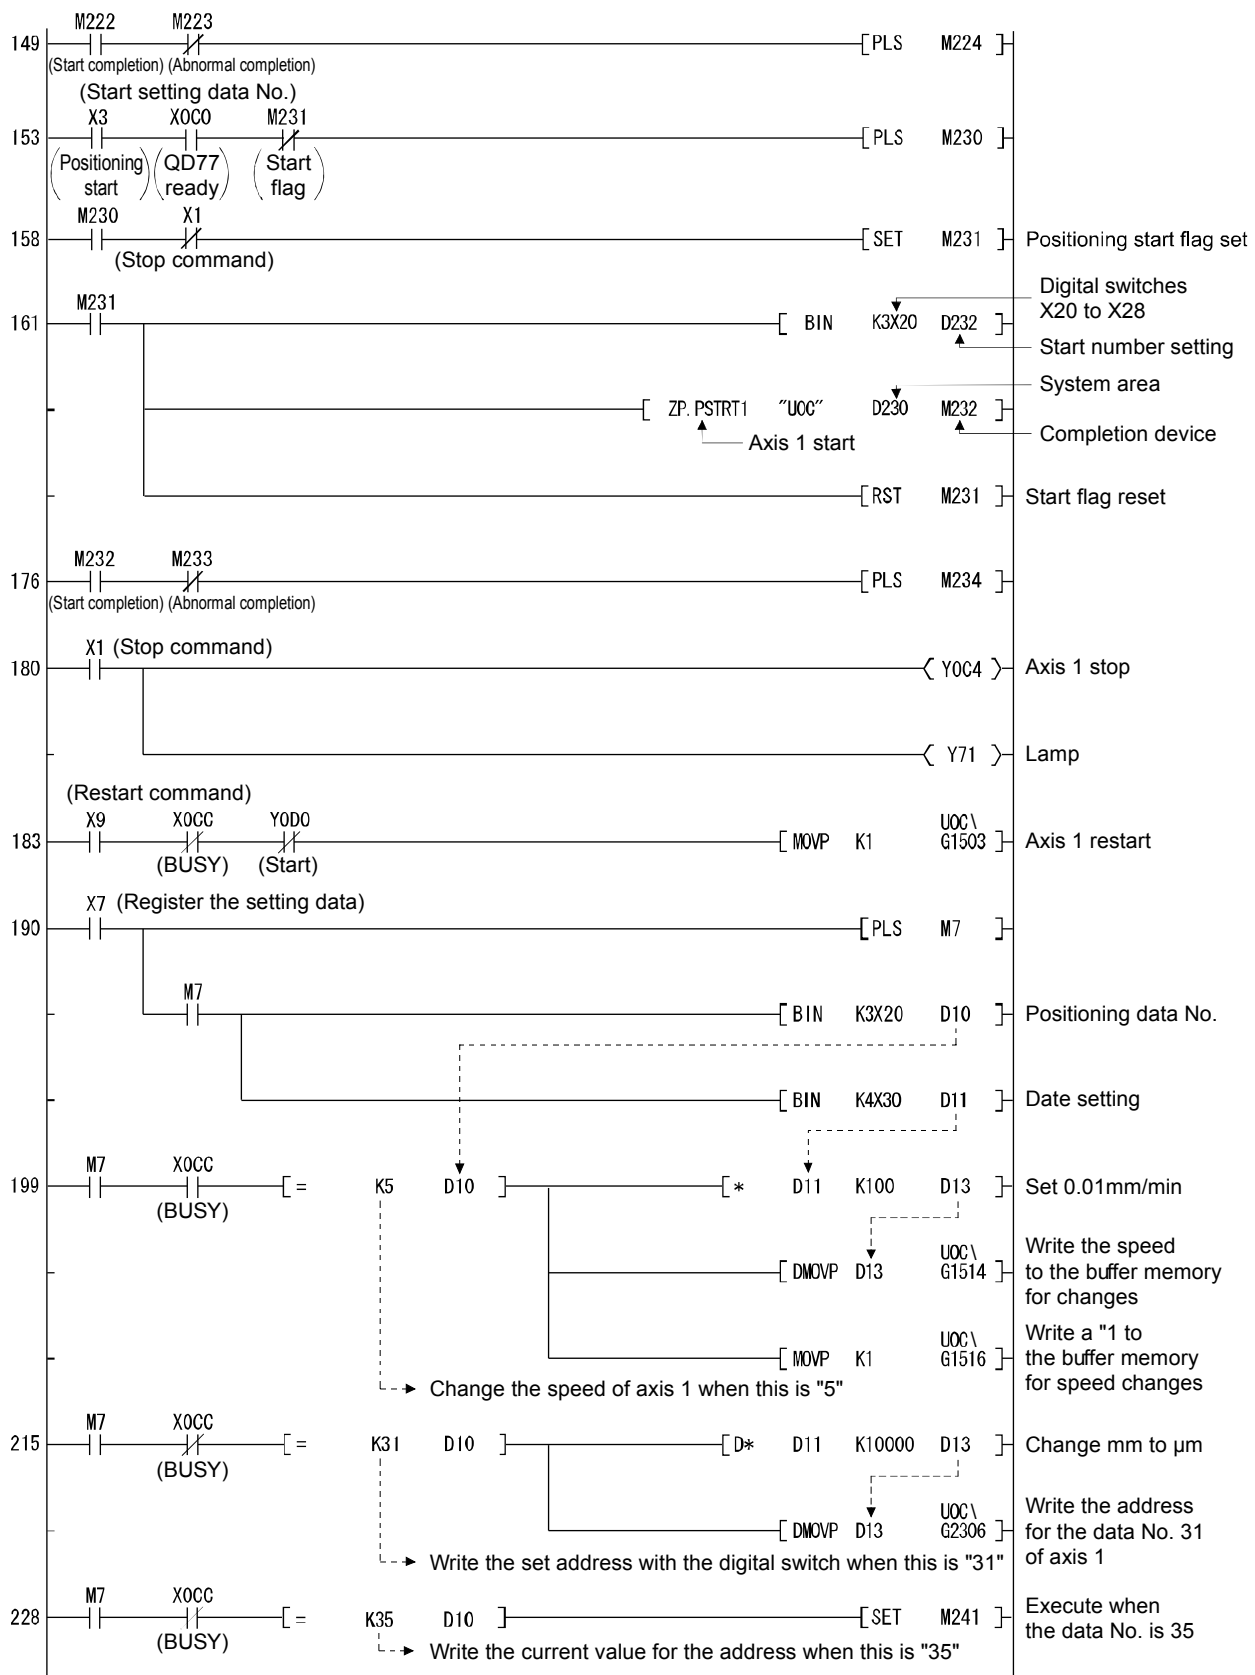 M222 M223
149 [PLS M224]
(Start completion) (Abnormal completion)
(Start setting data No.)
X3 X0C0 M231
153 [PLS M230]
(Positioning start) (QD77 ready) (Start flag)
M230 X1
158 [SET M231] Positioning start flag set
(Stop command)
Digital switches
X20 to X28
M231
161 [BIN K3X20 D232]
Start number setting
System area
[ZP.PSTRT1 "U0C" D230 M232]
Axis 1 start
Completion device
[RST M231] Start flag reset
M232 M233
176 [PLS M234]
(Start completion) (Abnormal completion)
X1 (Stop command)
180 (Y0C4) Axis 1 stop
(Y71) Lamp
(Restart command)
X9 X0CC Y0D0
183 [MOVP K1 U0C\G1503] Axis 1 restart
(BUSY) (Start)
X7 (Register the setting data)
190 [PLS M7]
M7
[BIN K3X20 D10] Positioning data No.
[BIN K4X30 D11] Date setting
M7 X0CC
199 [= K5 D10] [* D11 K100 D13] Set 0.01mm/min
(BUSY)
[DMOVP D13 U0C\G1514]
Write the speed
to the buffer memory
for changes
[MOVP K1 U0C\G1516]
Write a "1 to
the buffer memory
for speed changes
Change the speed of axis 1 when this is "5"
M7 X0CC
215 [= K31 D10] [D* D11 K10000 D13] Change mm to µm
(BUSY)
[DMOVP D13 U0C\G2306]
Write the address
for the data No. 31
of axis 1
Write the set address with the digital switch when this is "31"
M7 X0CC
228 [= K35 D10] [SET M241]
(BUSY)
Execute when
the data No. is 35
Write the current value for the address when this is "35"